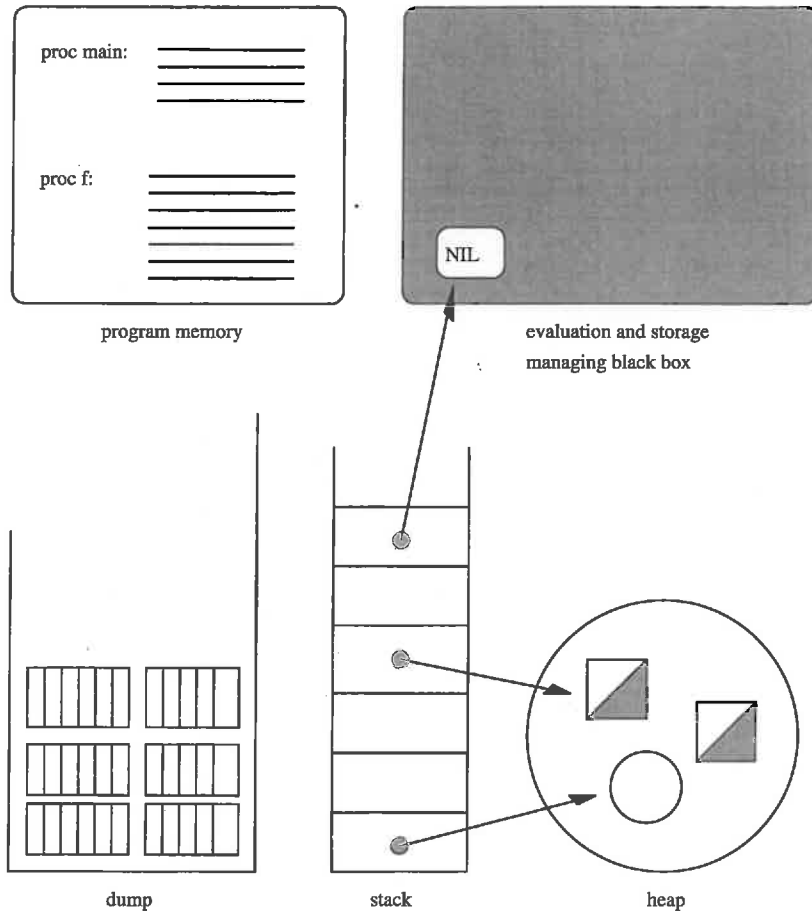 proc main:
proc f:
NIL
program memory
evaluation and storage
managing black box
dump
stack
heap